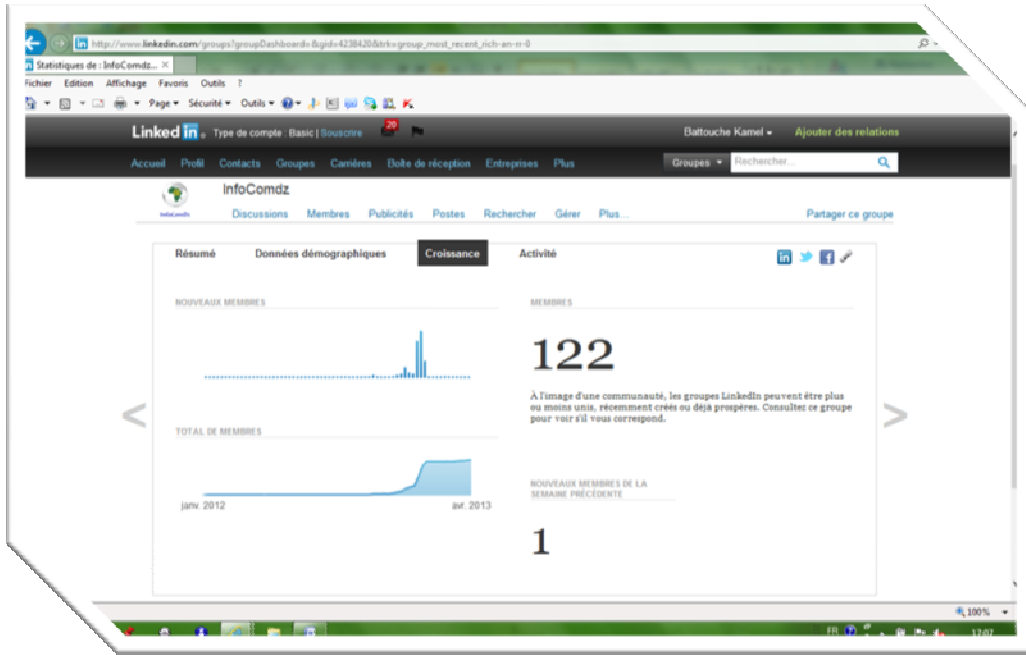 http://www.linkedin.com/groups?groupDashboard=&gid=4238420&trk=group_most_recent_rich-an-rr-0
Statistiques de : InfoComdz...
Fichier Edition Affichage Favoris Outils ?
Page Sécurité Outils
Linked in Type de compte : Basic | Souscrire 20 Battouche Kamel Ajouter des relations
Accueil Profil Contacts Groupes Carrières Boîte de réception Entreprises Plus Groupes Rechercher...
InfoComdz
InfoComdz Discussions Membres Publicités Postes Rechercher Gérer Plus... Partager ce groupe
Résumé Données démographiques Croissance Activité
NOUVEAUX MEMBRES
MEMBRES
122
À l'image d'une communauté, les groupes LinkedIn peuvent être plus
ou moins unis, récemment créés ou déjà prospères. Consultez ce groupe
pour voir s'il vous correspond.
TOTAL DE MEMBRES
janv. 2012 avr. 2013
NOUVEAUX MEMBRES DE LA
SEMAINE PRÉCÉDENTE
1
100%
FR 17:07